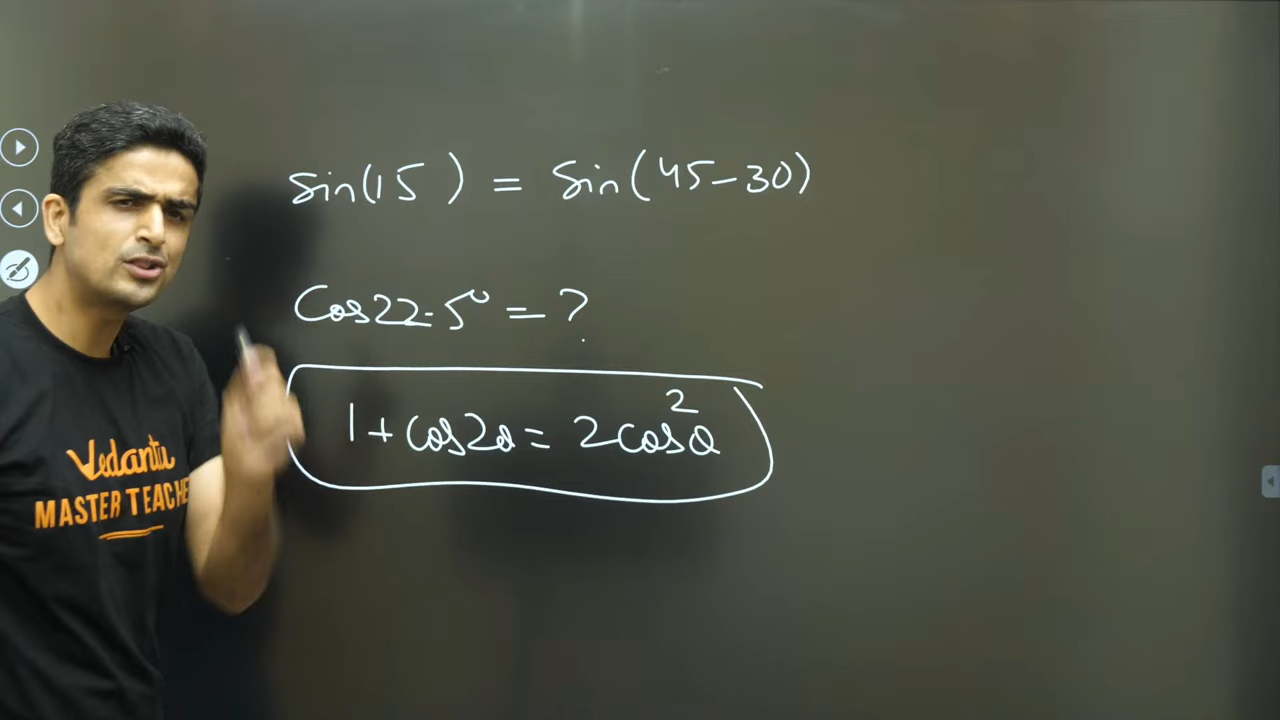 sin(15) = Sin(45-30)
Cos22.5° = ?
1+Cos2θ = 2Cos²θ
Vedantu
MASTER TEACHE